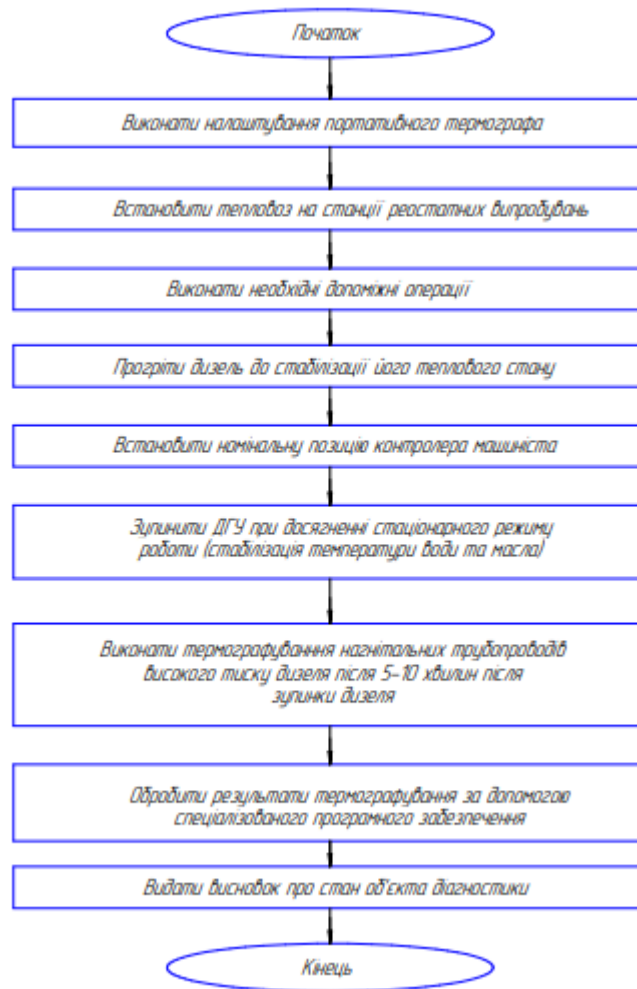 Початок
Виконати налаштування портативного термографа
Встановити тепловоз на станції реостатних випробувань
Виконати необхідні допоміжні операції
Прогріти дизель до стабілізації його теплового стану
Встановити номінальну позицію контролера машиніста
Зупинити ДГУ при досягненні стаціонарного режиму
роботи (стабілізація температури води та масла)
Виконати термографуванння нагнітальних трубопроводів
високого тиску дизеля після 5-10 хвилин після
зупинки дизеля
Обробити результати термографування за допомогою
спеціалізованого програмного забезпечення
Видати висновок про стан об'єкта діагностики
Кінець